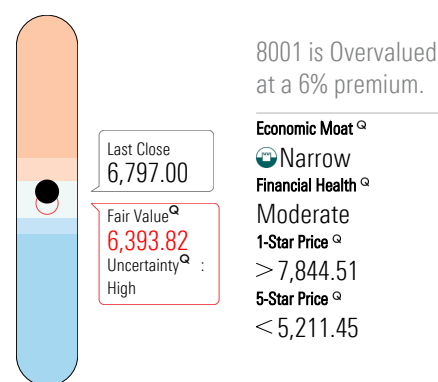 8001 is Overvalued
at a 6% premium.
Last Close
6,797.00
Fair Value Q
6,393.82
Uncertainty Q :
High
Economic Moat Q
Narrow
Financial Health Q
Moderate
1-Star Price Q
>7,844.51
5-Star Price Q
<5,211.45